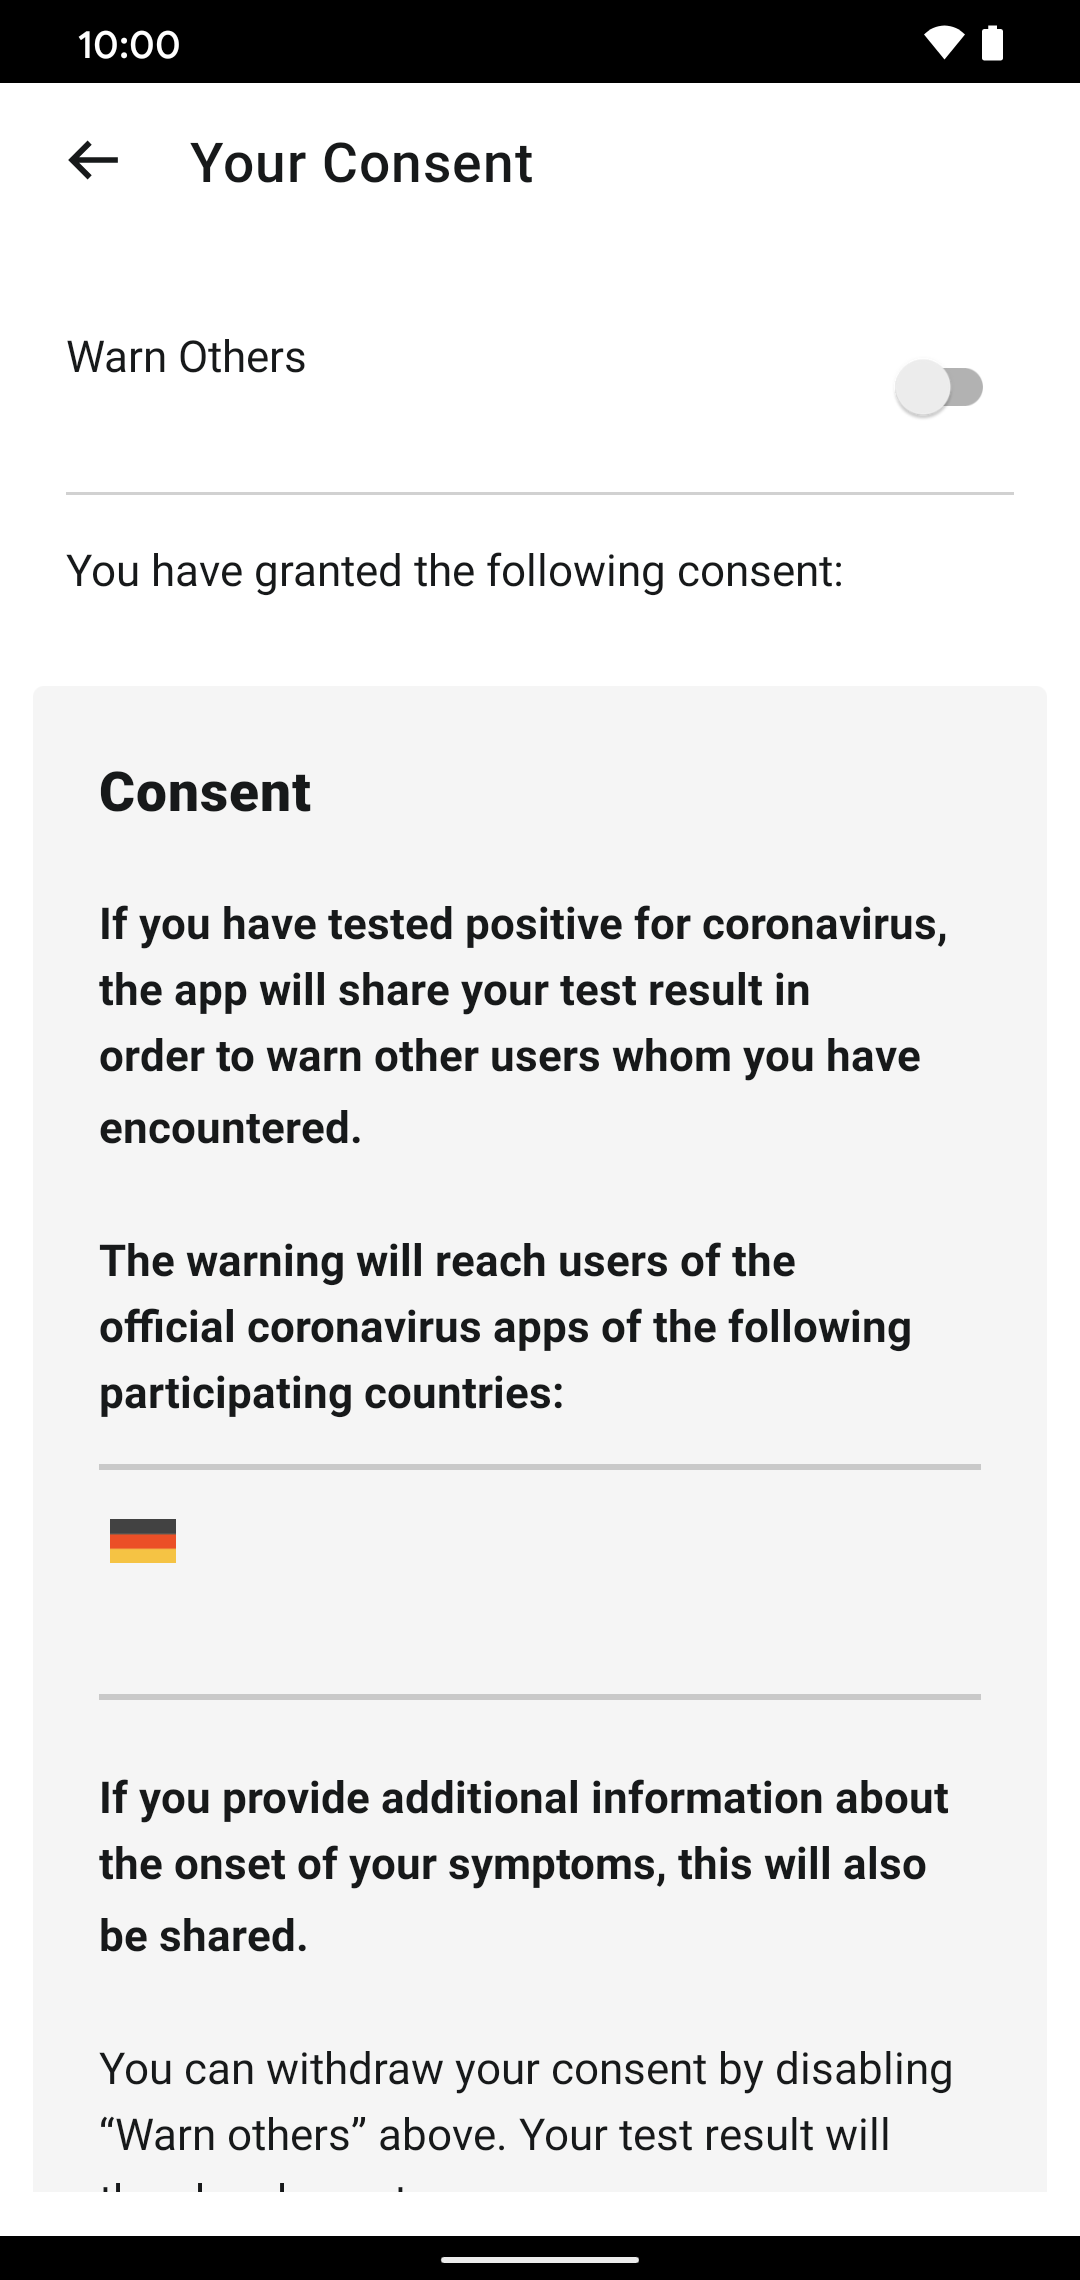 10:00
Your Consent
Warn Others
You have granted the following consent:
Consent
If you have tested positive for coronavirus,
the app will share your test result in
order to warn other users whom you have
encountered.
The warning will reach users of the
official coronavirus apps of the following
participating countries:
If you provide additional information about
the onset of your symptoms, this will also
be shared.
You can withdraw your consent by disabling
“Warn others” above. Your test result will